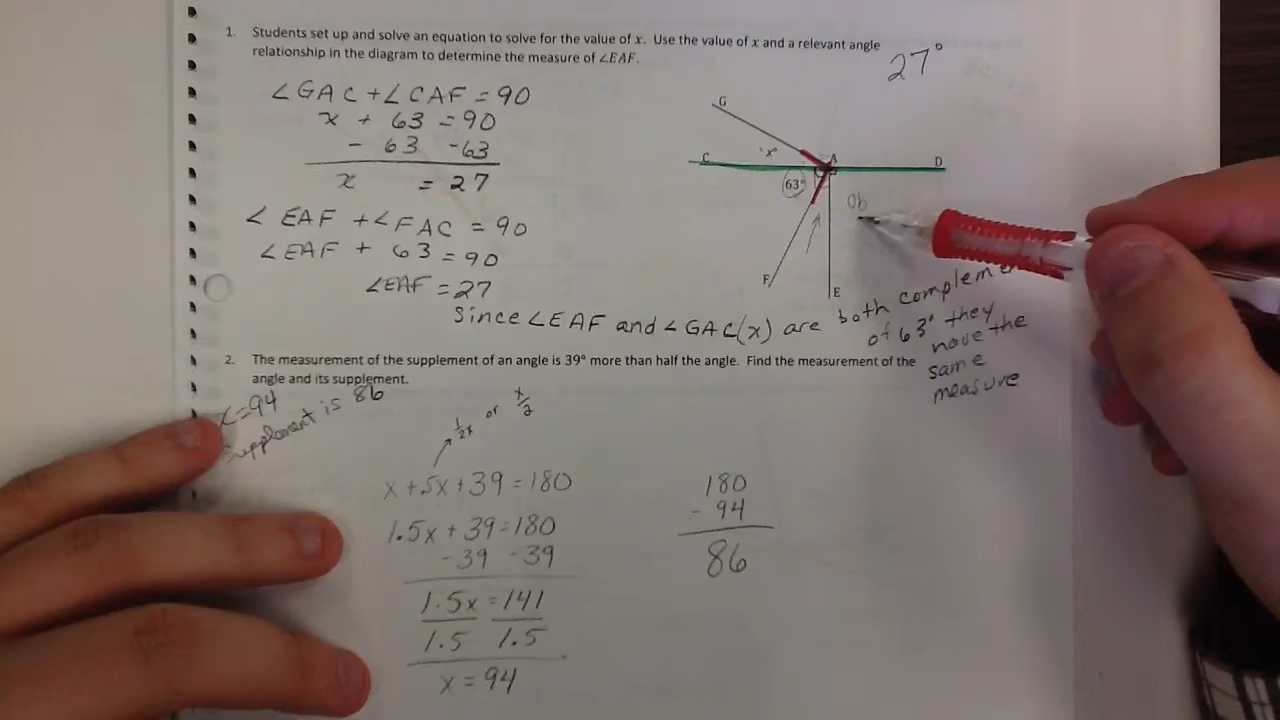 1. Students set up and solve an equation to solve for the value of x. Use the value of x and a relevant angle
relationship in the diagram to determine the measure of ∠EAF.
27°
∠GAC + ∠CAF = 90
x + 63 = 90
- 63 -63
x = 27
∠EAF + ∠FAC = 90
∠EAF + 63 = 90
∠EAF = 27
G
C
x°
A
D
63°
F
E
Since ∠EAF and ∠GAC(x) are both
of 63° they
have the
same
measure
2. The measurement of the supplement of an angle is 39° more than half the angle. Find the measurement of the
angle and its supplement.
x=94
Supplement is 86
1/2x or x/2
x + .5x + 39 = 180
1.5x + 39 = 180
-39 -39
1.5x = 141
1.5 1.5
x = 94
180
- 94
86